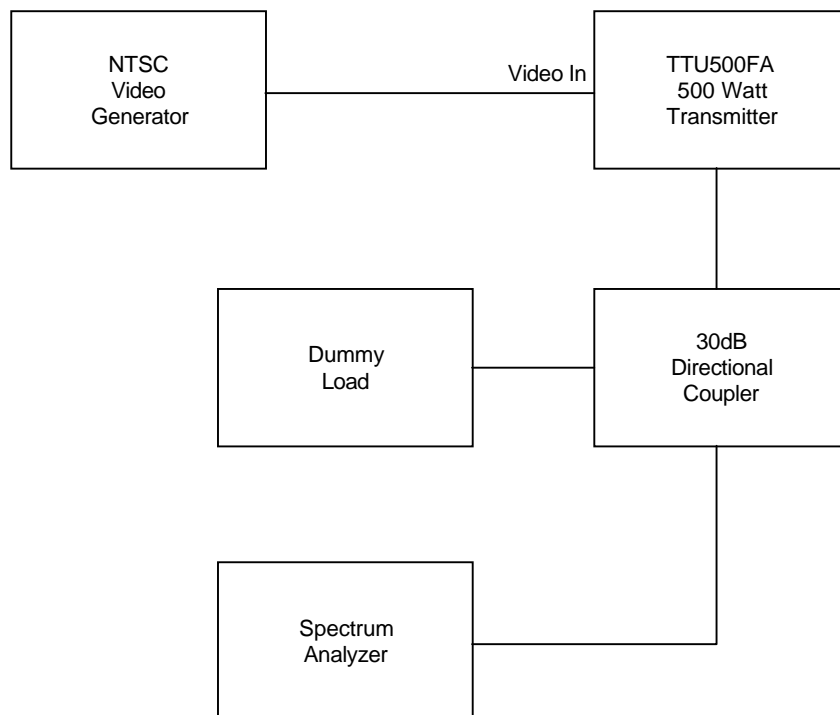 NTSC
Video
Generator
Video In
TTU500FA
500 Watt
Transmitter
Dummy
Load
30dB
Directional
Coupler
Spectrum
Analyzer